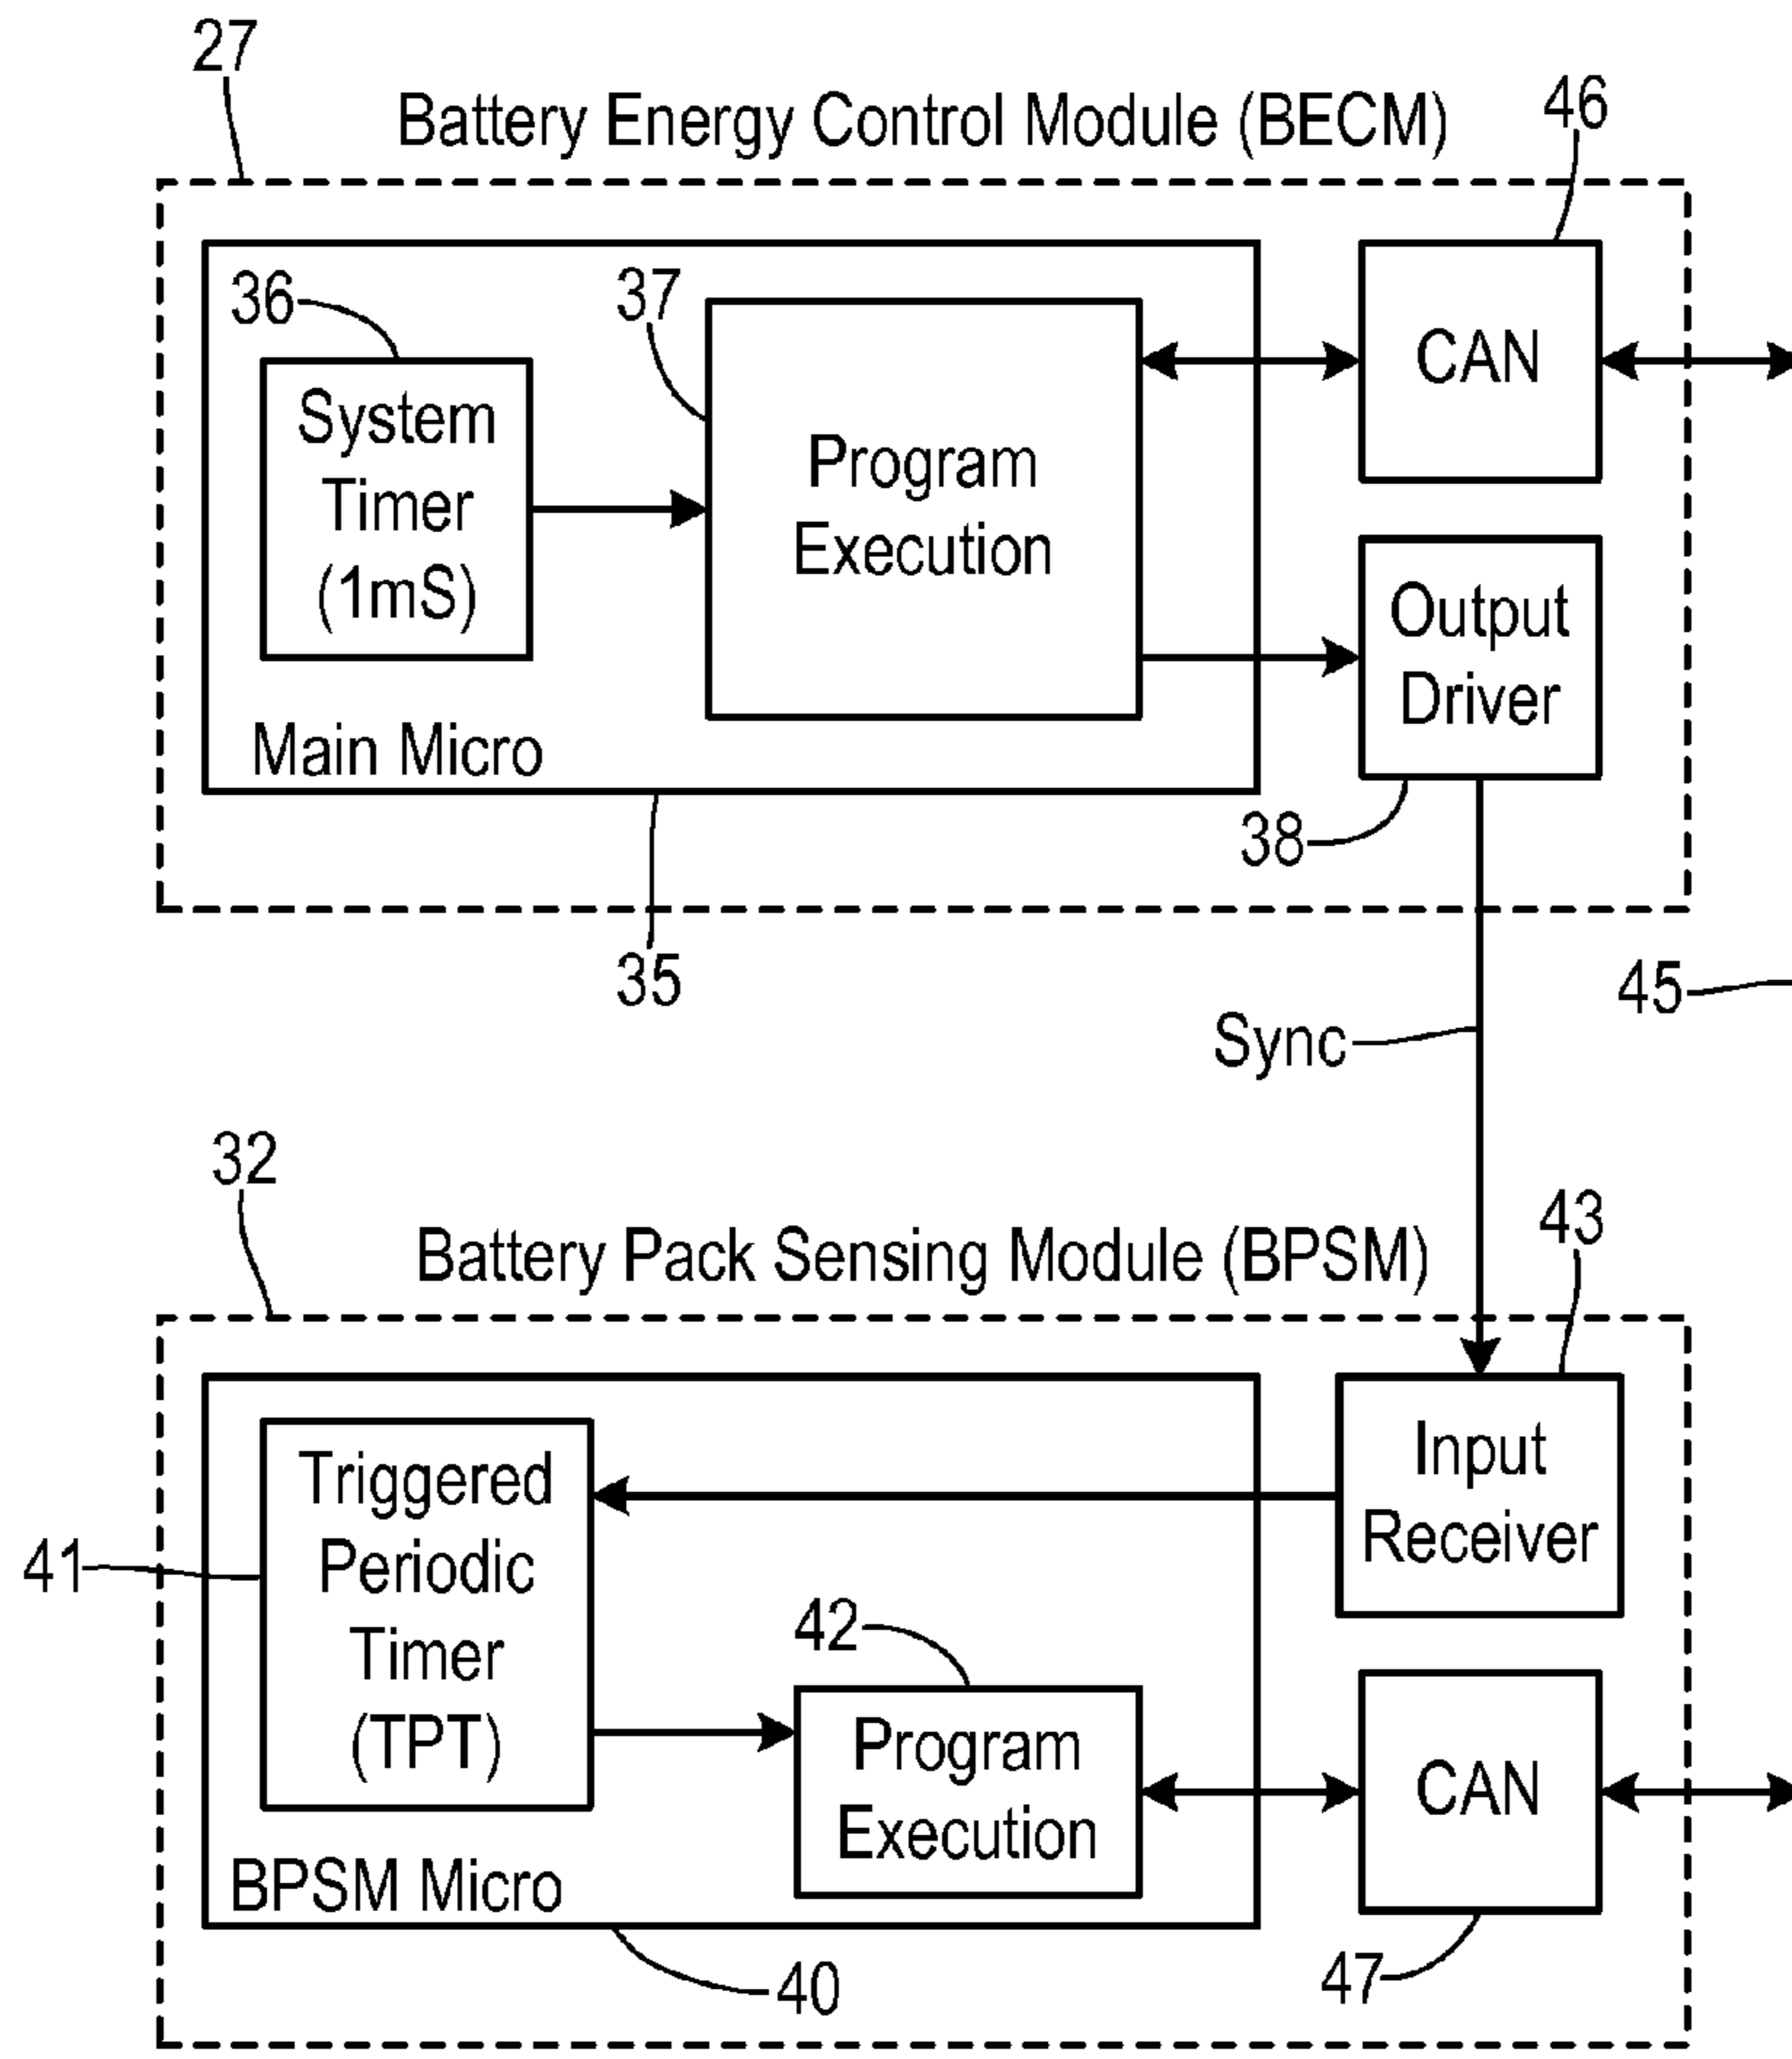 27
Battery Energy Control Module (BECM)
46
36
37
System
Timer
(1mS)
Program
Execution
CAN
Output
Driver
Main Micro
38
35
45
Sync
32
43
Battery Pack Sensing Module (BPSM)
Triggered
Periodic
Timer
(TPT)
Input
Receiver
41
42
Program
Execution
CAN
BPSM Micro
40
47